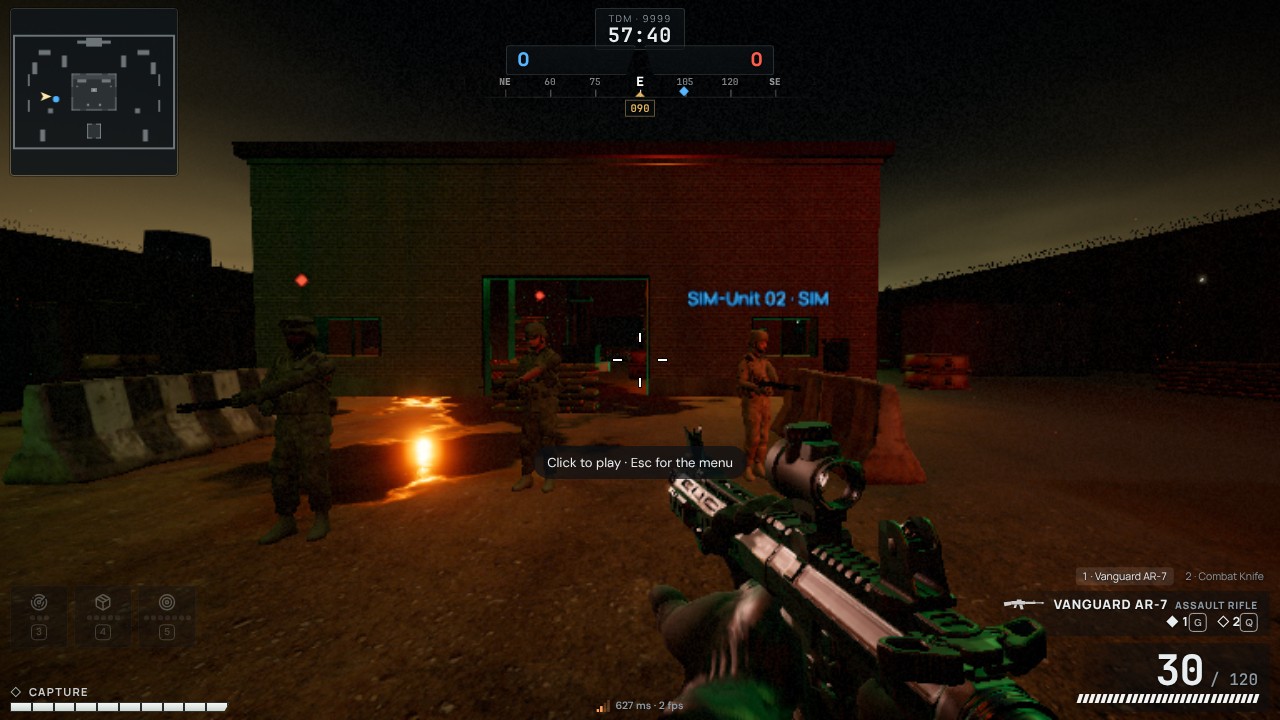 TDM · 9999
57:40
0 0
NE 60 75 E 105 120 SE
090
SIM-Unit 02 · SIM
Click to play · Esc for the menu
1 · Vanguard AR-7 2 · Combat Knife
VANGUARD AR-7 ASSAULT RIFLE
1 G 2 Q
3 4 5
30 / 120
CAPTURE
627 ms · 2 fps